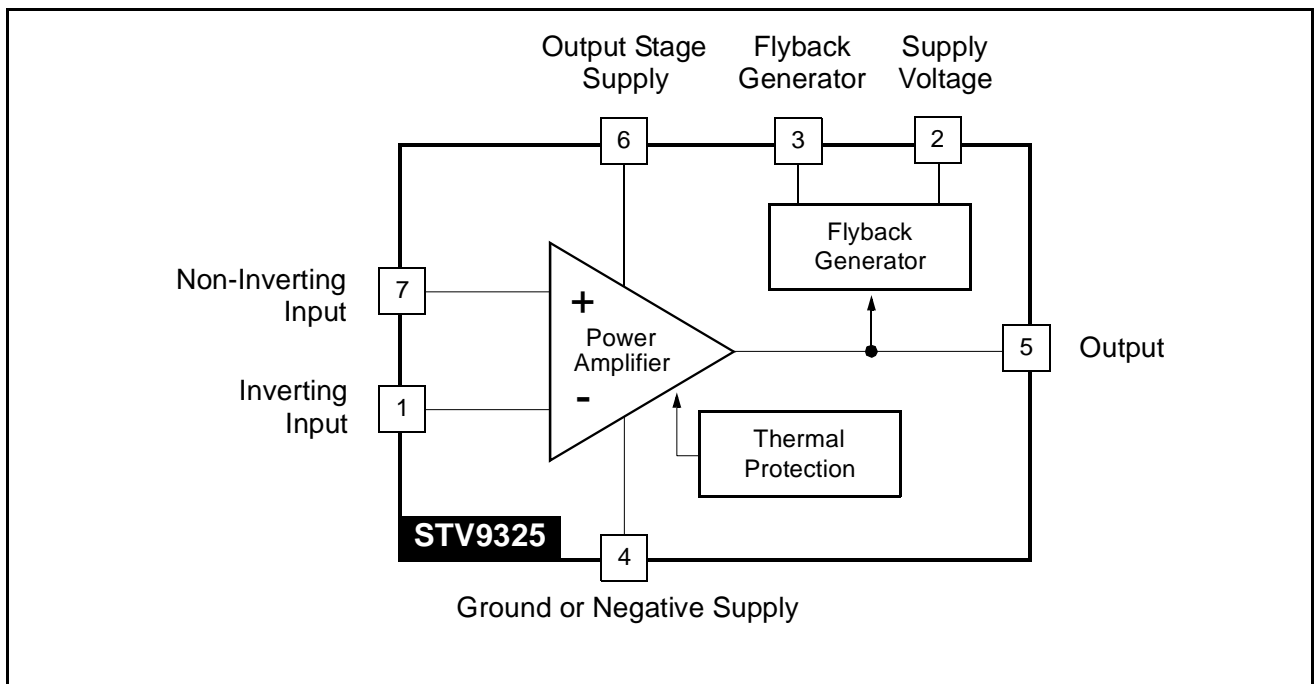 Output Stage
Supply
Flyback
Generator
Supply
Voltage
6
3
2
Flyback
Generator
Non-Inverting
Input
7
+
Power
Amplifier
5
Output
Inverting
Input
1
-
Thermal
Protection
STV9325
4
Ground or Negative Supply